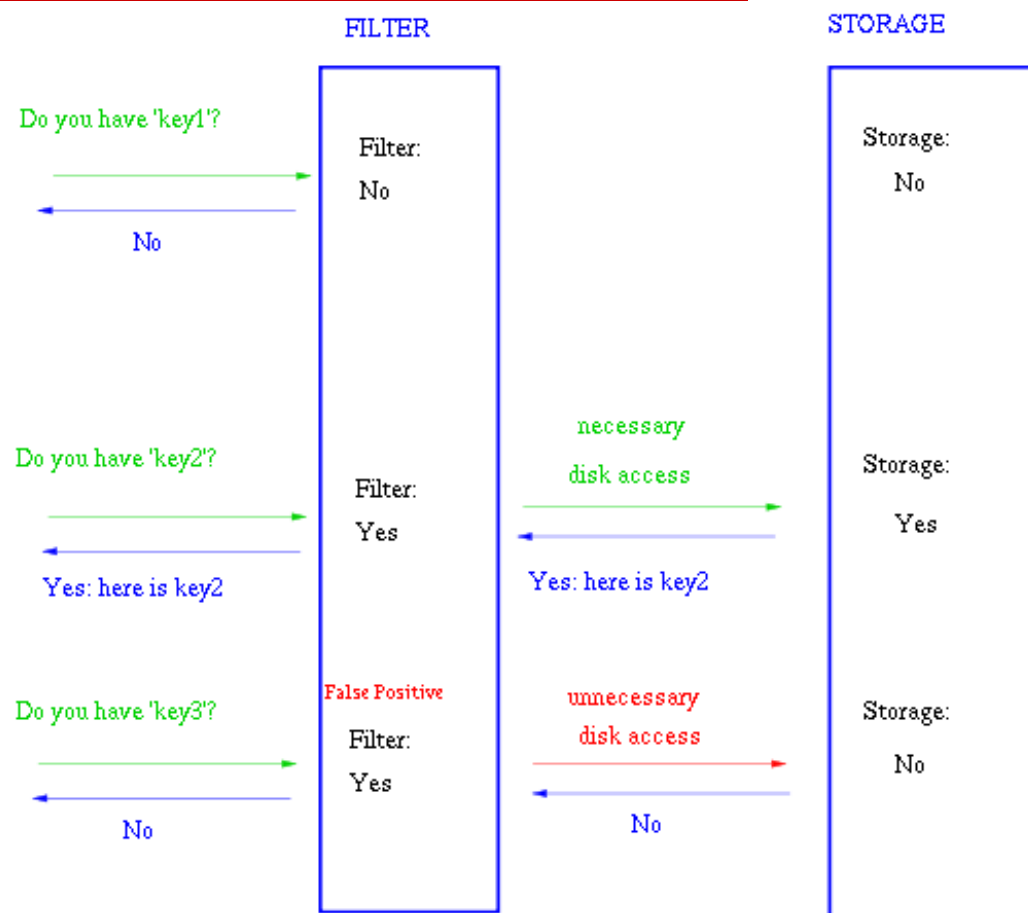 FILTER
STORAGE
Do you have 'key1'?
Filter:
No
Storage:
No
No
necessary
disk access
Do you have 'key2'?
Filter:
Yes
Storage:
Yes
Yes: here is key2
Yes: here is key2
False Positive
unnecessary
disk access
Do you have 'key3'?
Filter:
Yes
Storage:
No
No
No